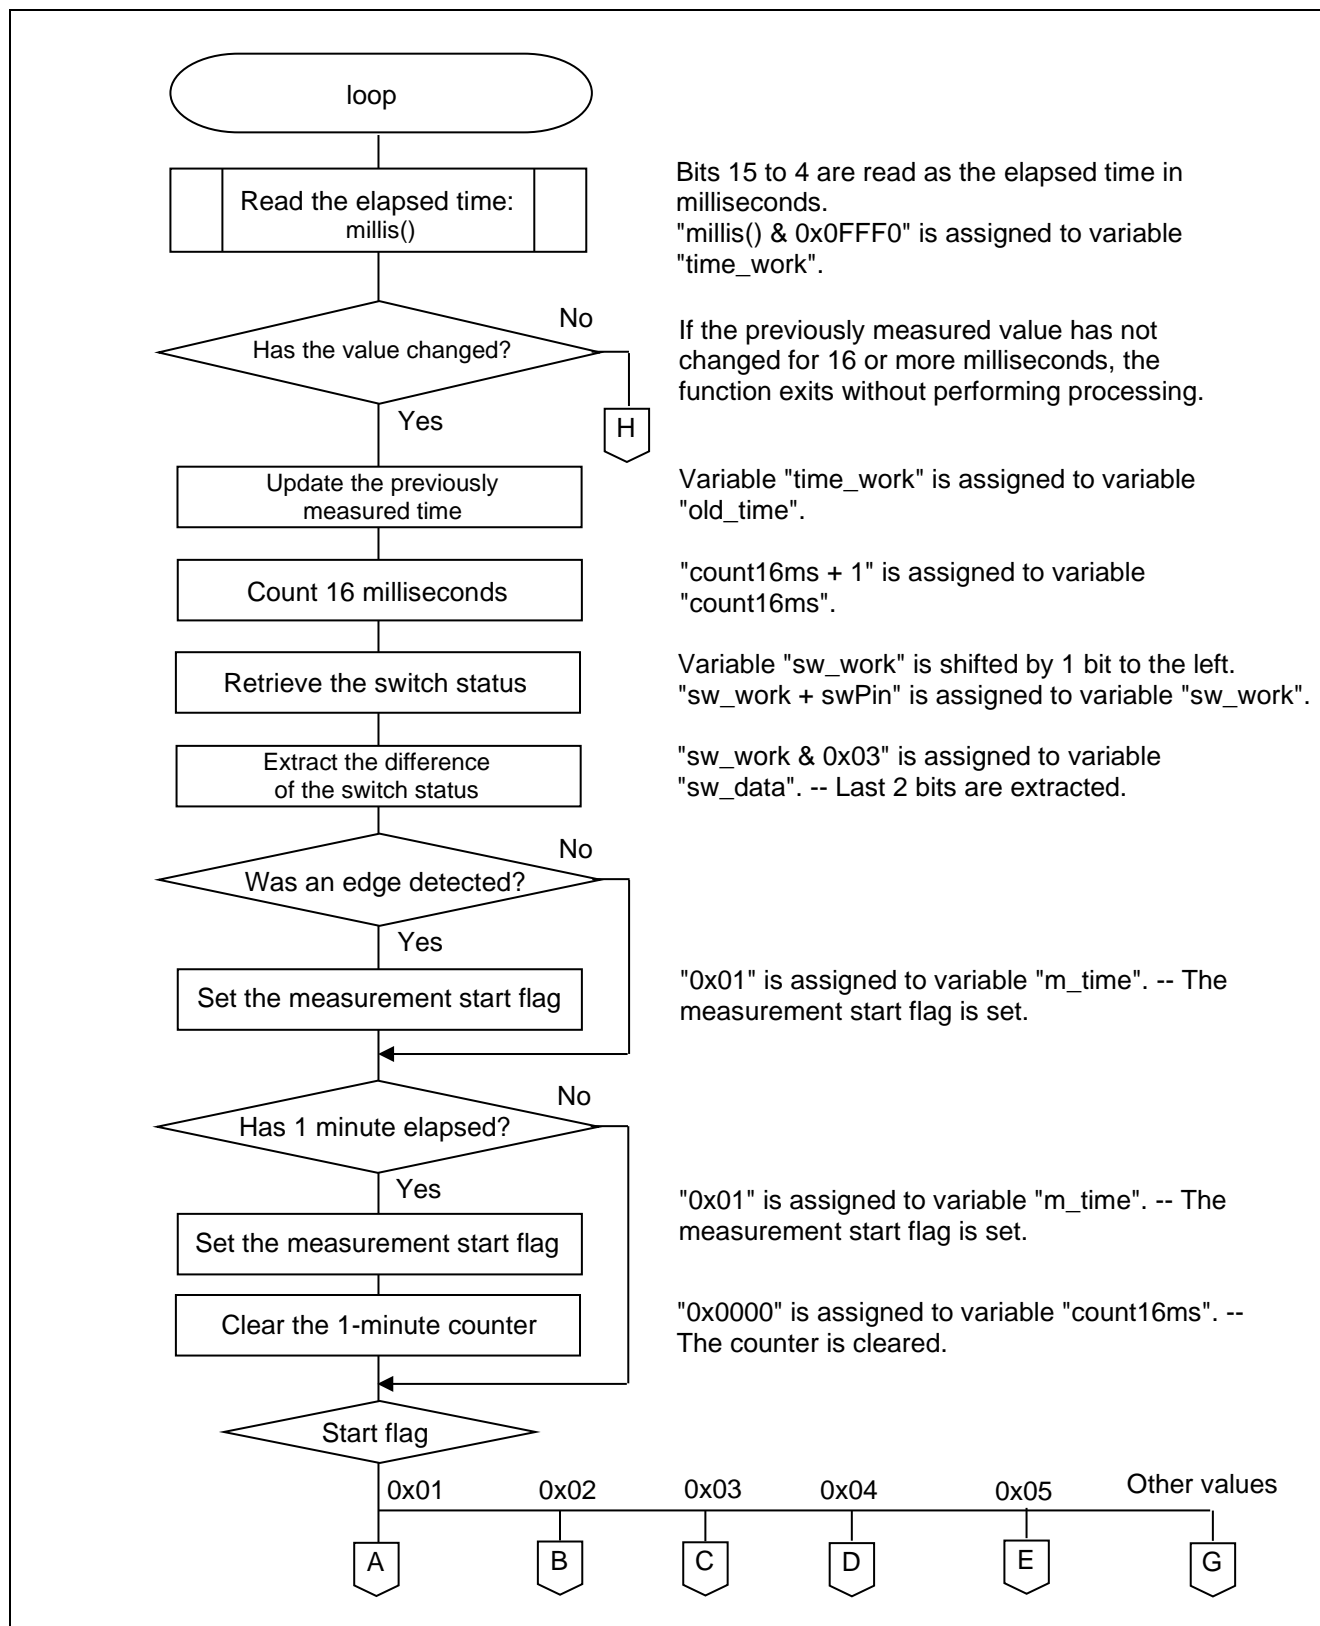 loop
Read the elapsed time:
millis()
Bits 15 to 4 are read as the elapsed time in
milliseconds.
"millis() & 0x0FFF0" is assigned to variable
"time_work".
No
Has the value changed?
If the previously measured value has not
changed for 16 or more milliseconds, the
function exits without performing processing.
Yes
H
Update the previously
measured time
Variable "time_work" is assigned to variable
"old_time".
Count 16 milliseconds
"count16ms + 1" is assigned to variable
"count16ms".
Retrieve the switch status
Variable "sw_work" is shifted by 1 bit to the left.
"sw_work + swPin" is assigned to variable "sw_work".
Extract the difference
of the switch status
"sw_work & 0x03" is assigned to variable
"sw_data". -- Last 2 bits are extracted.
No
Was an edge detected?
Yes
Set the measurement start flag
"0x01" is assigned to variable "m_time". -- The
measurement start flag is set.
No
Has 1 minute elapsed?
Yes
Set the measurement start flag
"0x01" is assigned to variable "m_time". -- The
measurement start flag is set.
Clear the 1-minute counter
"0x0000" is assigned to variable "count16ms". --
The counter is cleared.
Start flag
0x01 0x02 0x03 0x04 0x05 Other values
A B C D E G